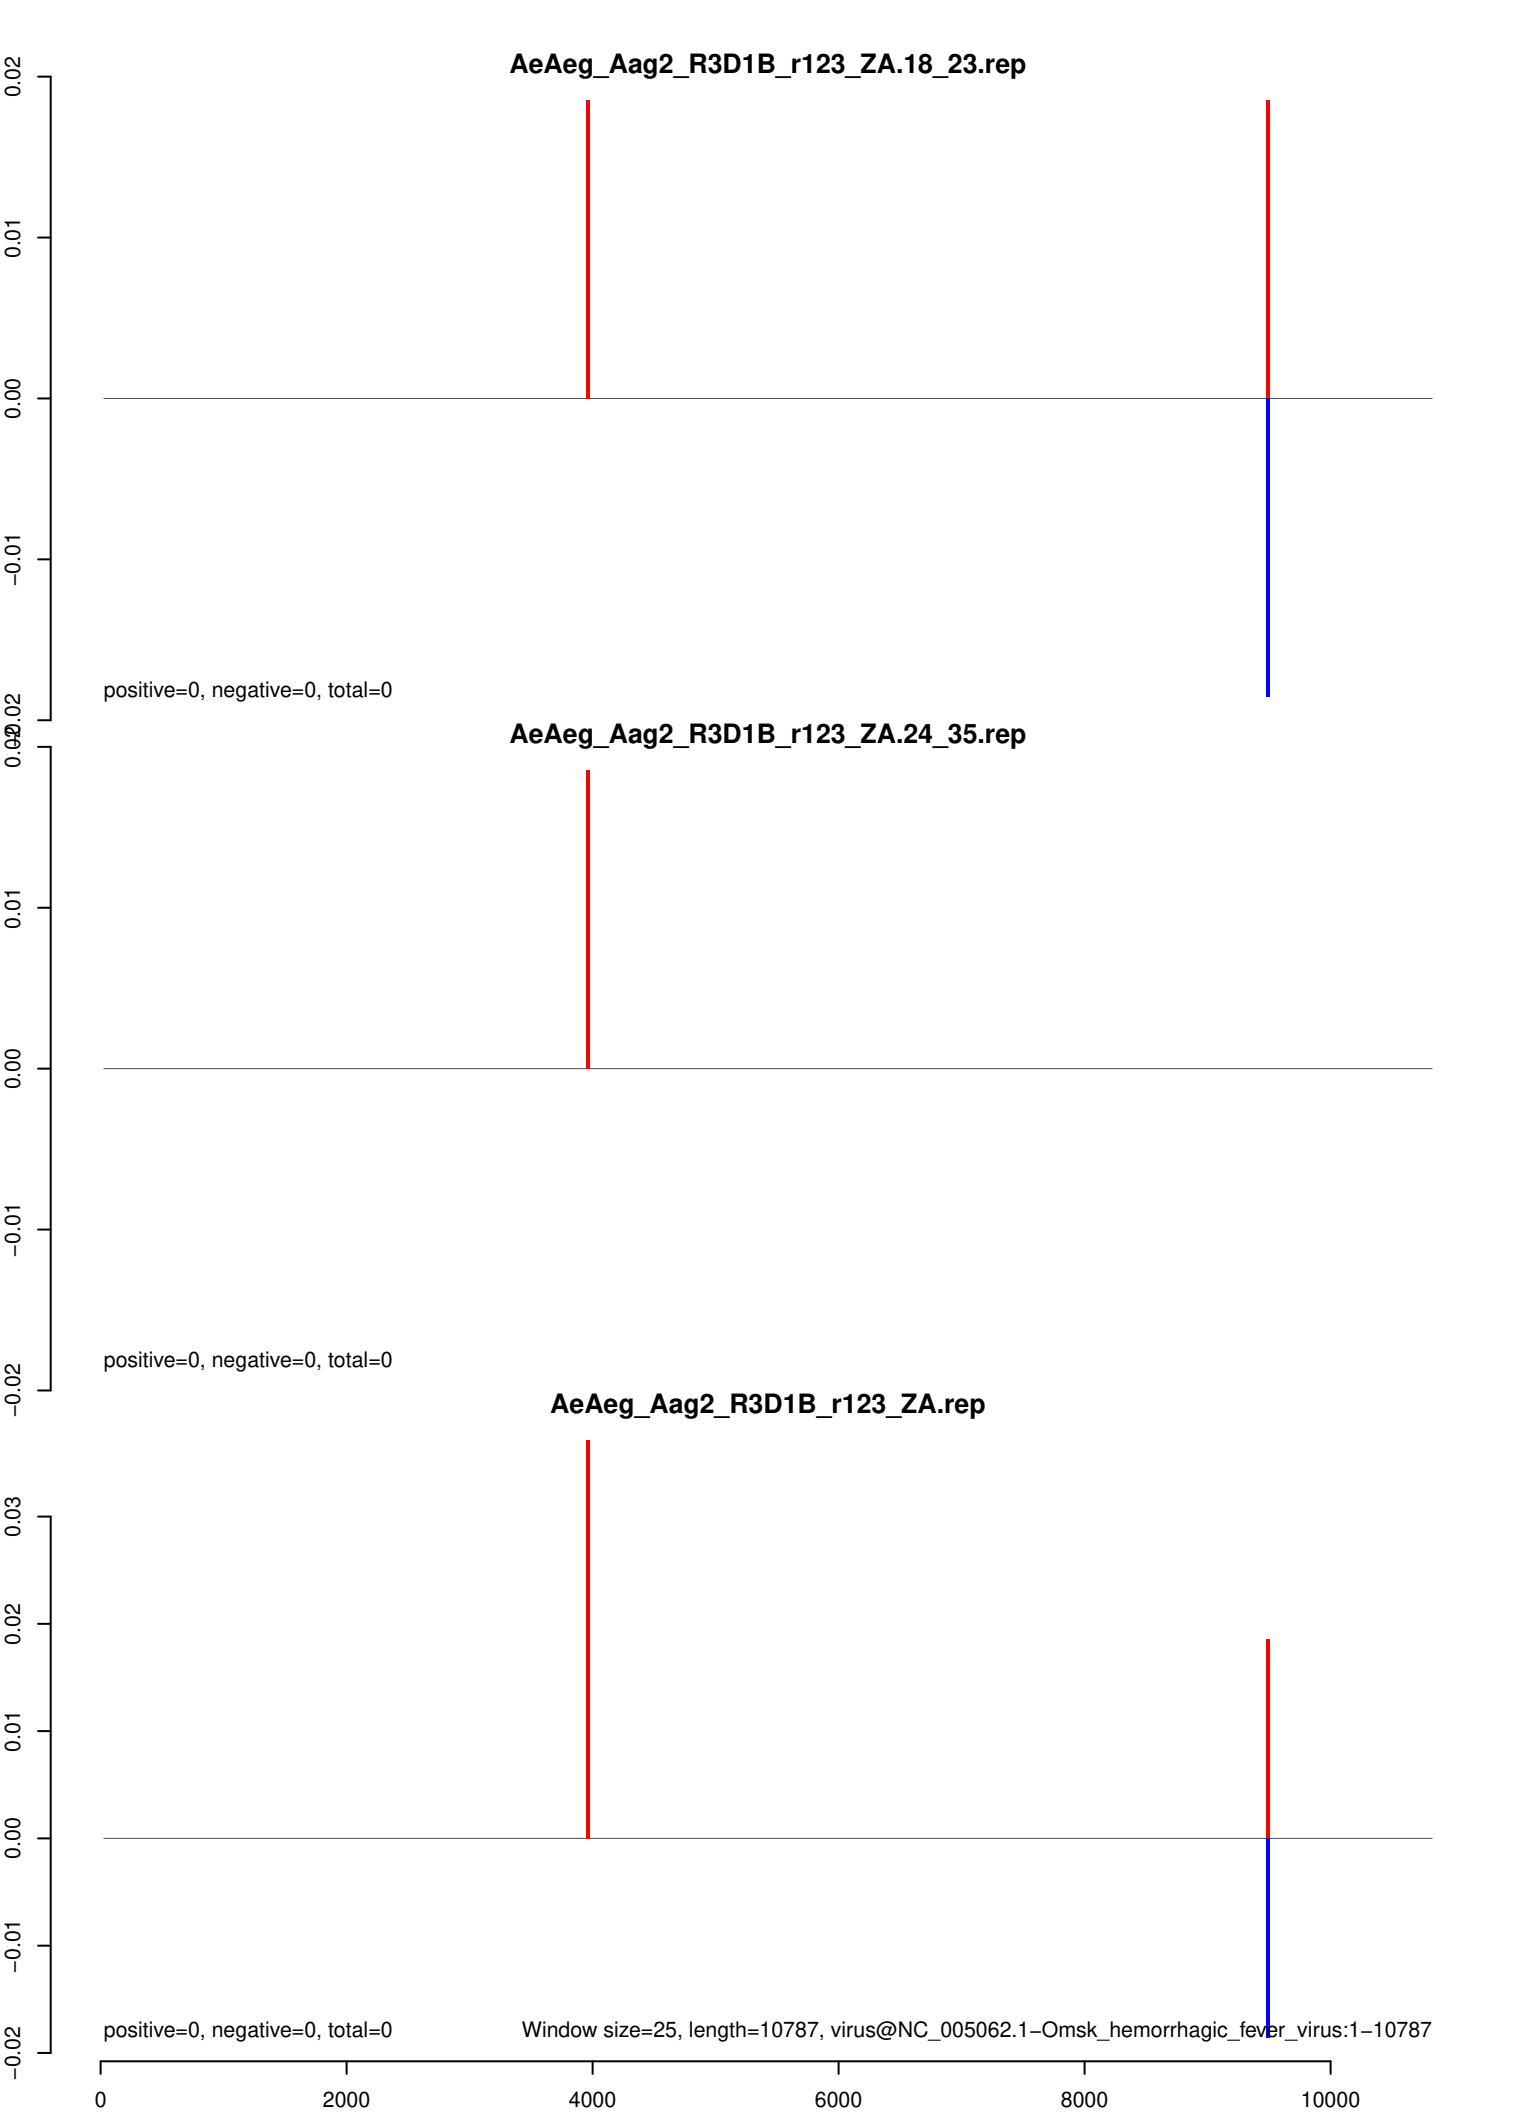 AeAeg_Aag2_R3D1B_r123_ZA.18_23.rep
0.02
0.01
0.00
−0.01
−0.02
positive=0, negative=0, total=0
AeAeg_Aag2_R3D1B_r123_ZA.24_35.rep
0.02
0.01
0.00
−0.01
−0.02
positive=0, negative=0, total=0
AeAeg_Aag2_R3D1B_r123_ZA.rep
0.03
0.02
0.01
0.00
−0.01
−0.02
positive=0, negative=0, total=0
Window size=25, length=10787, virus@NC_005062.1−Omsk_hemorrhagic_fever_virus:1−10787
0 2000 4000 6000 8000 10000